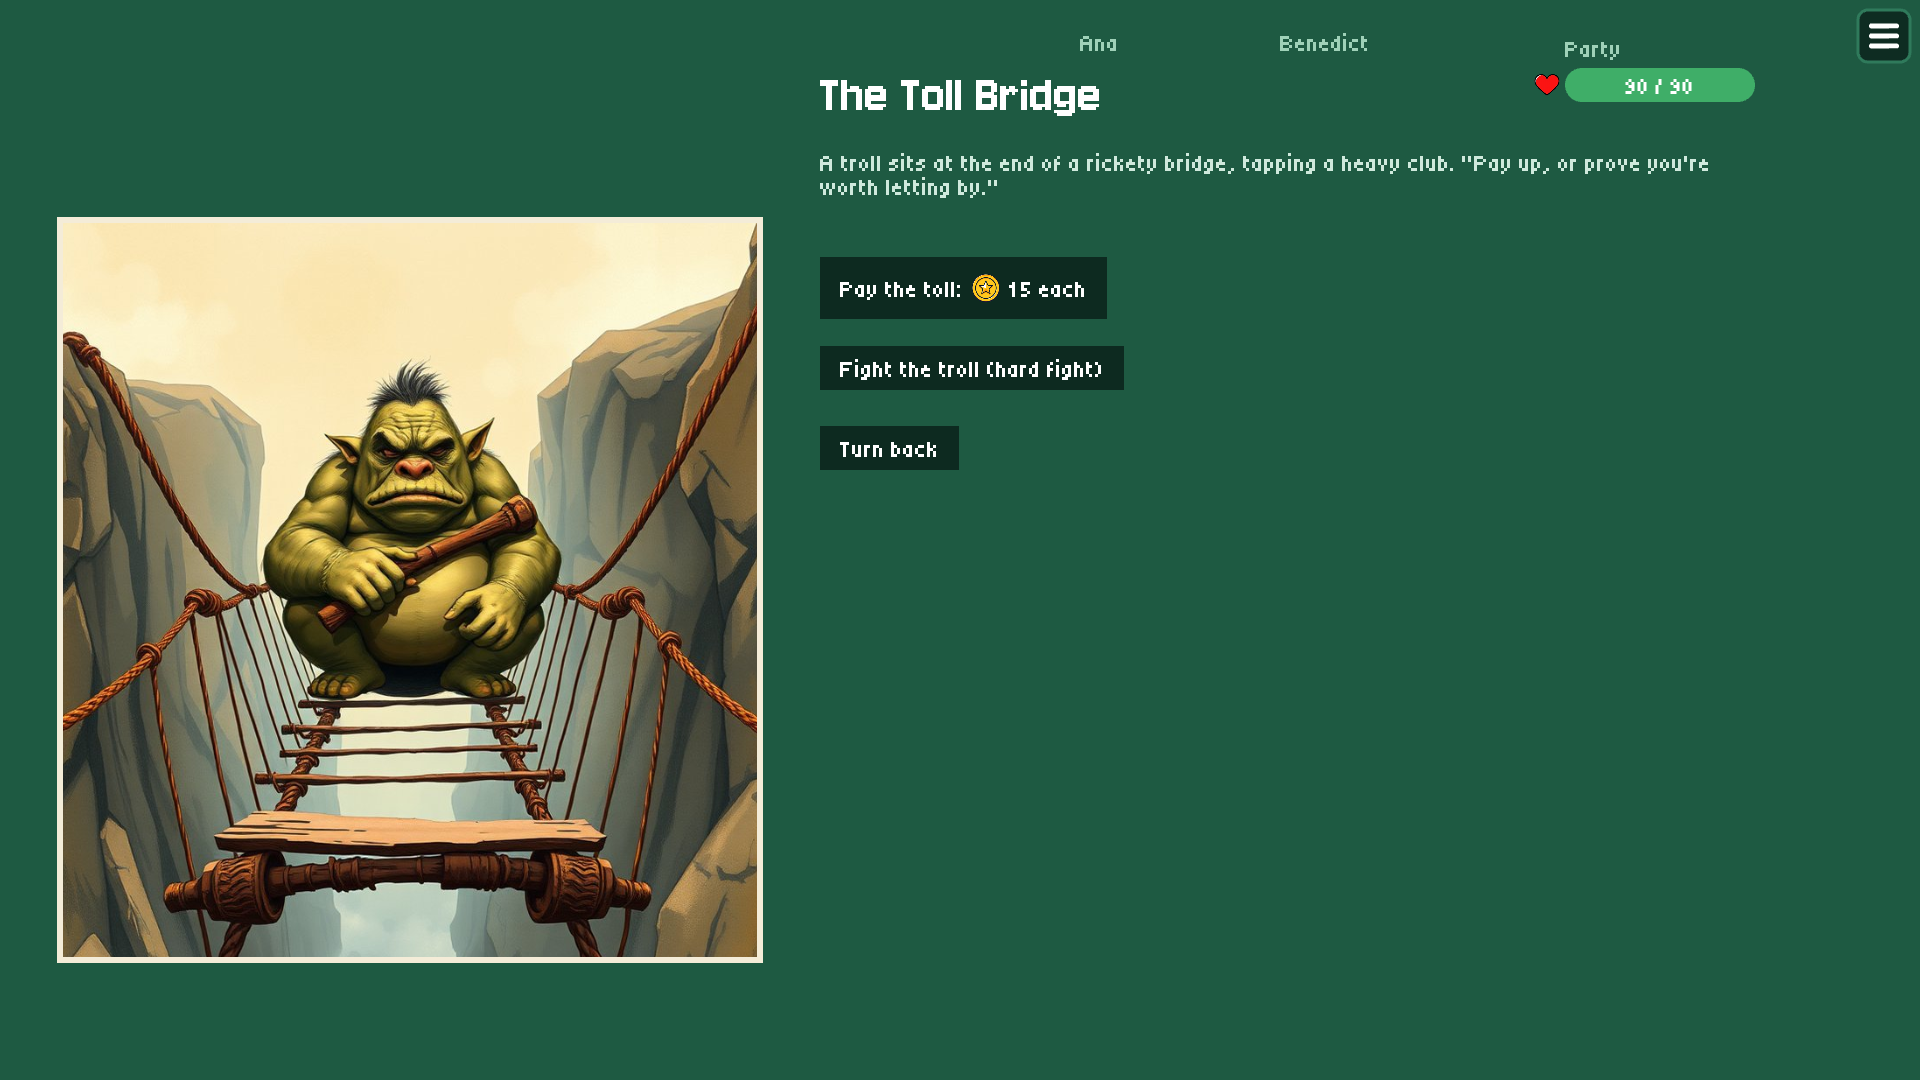 Ana
Benedict
Party
The Toll Bridge
90 / 90
A troll sits at the end of a rickety bridge, tapping a heavy club. "Pay up, or prove you're
worth letting by."
Pay the toll: 15 each
Fight the troll (hard fight)
Turn back